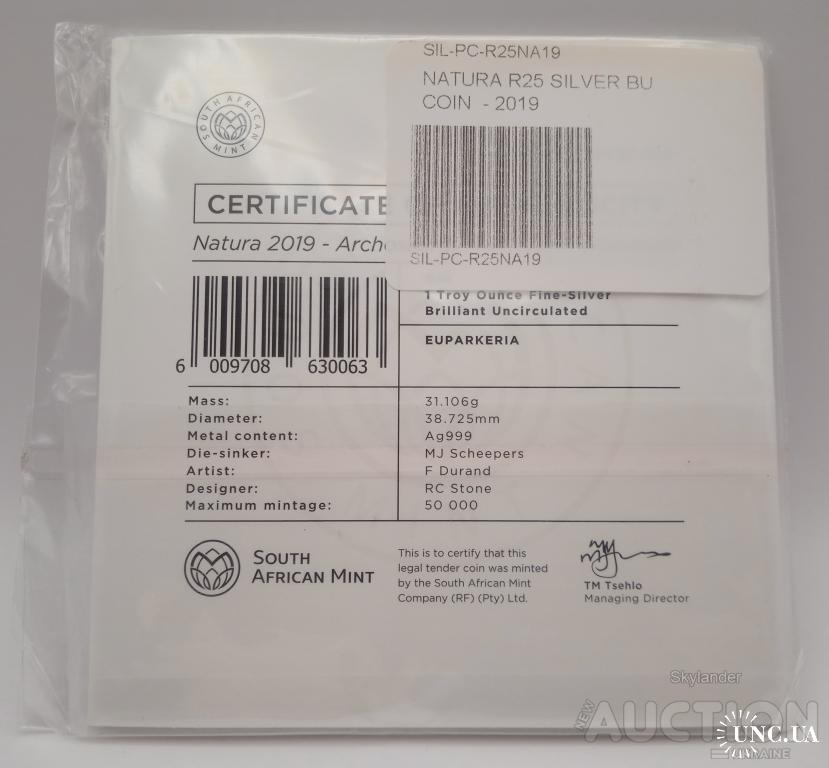 SIL-PC-R25NA19
NATURA R25 SILVER BU
COIN - 2019
SIL-PC-R25NA19
SOUTH AFRICAN MINT
CERTIFICATE
Natura 2019 - Archo
1 Troy Ounce Fine-Silver
Brilliant Uncirculated
EUPARKERIA
6 009708 630063
Mass: 31.106g
Diameter: 38.725mm
Metal content: Ag999
Die-sinker: MJ Scheepers
Artist: F Durand
Designer: RC Stone
Maximum mintage: 50 000
SOUTH
AFRICAN MINT
This is to certify that this
legal tender coin was minted
by the South African Mint
Company (RF) (Pty) Ltd.
TM Tsehlo
Managing Director
Skylander
NEW AUCTION
UKRAINE
UNC.UA